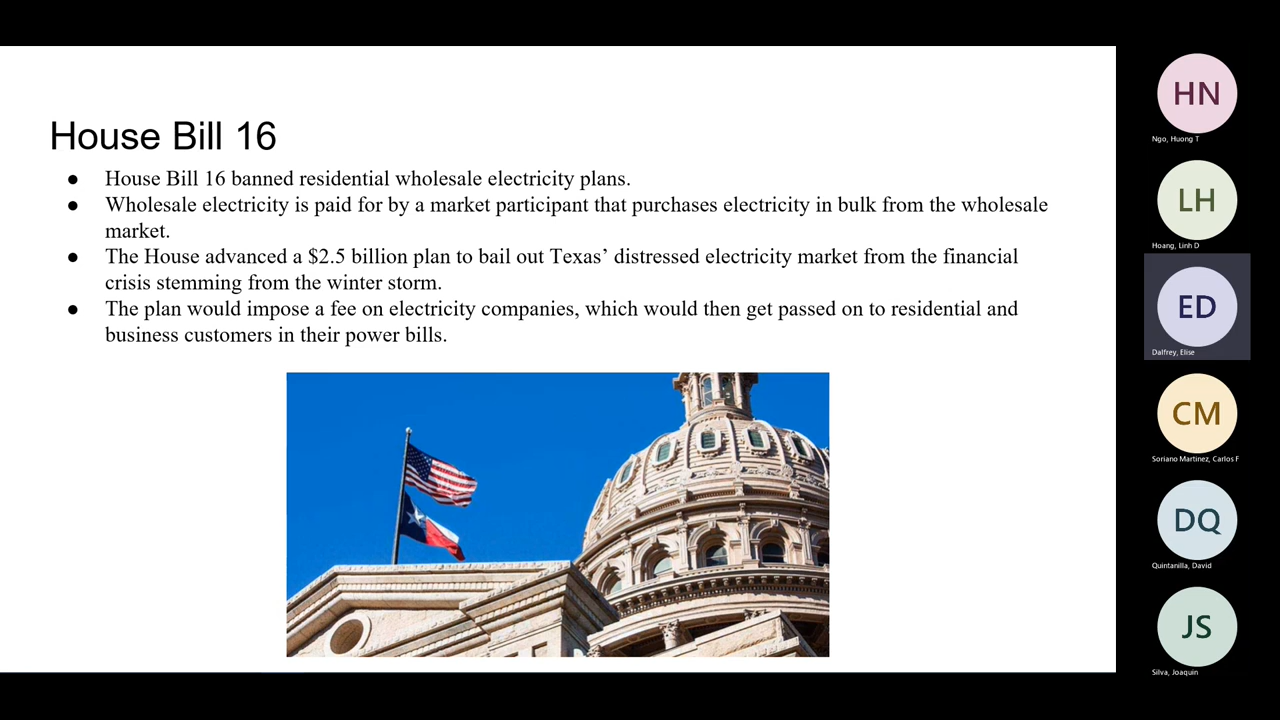 House Bill 16
● House Bill 16 banned residential wholesale electricity plans.
● Wholesale electricity is paid for by a market participant that purchases electricity in bulk from the wholesale
market.
● The House advanced a $2.5 billion plan to bail out Texas’ distressed electricity market from the financial
crisis stemming from the winter storm.
● The plan would impose a fee on electricity companies, which would then get passed on to residential and
business customers in their power bills.
HN
Ngo, Huong T
LH
Hoang, Linh D
ED
Dalfrey, Elise
CM
Soriano Martinez, Carlos F
DQ
Quintanilla, David
JS
Silva, Joaquin